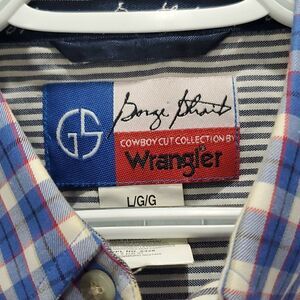 GS
George Strait
COWBOY CUT COLLECTION BY
Wrangler
L/G/G